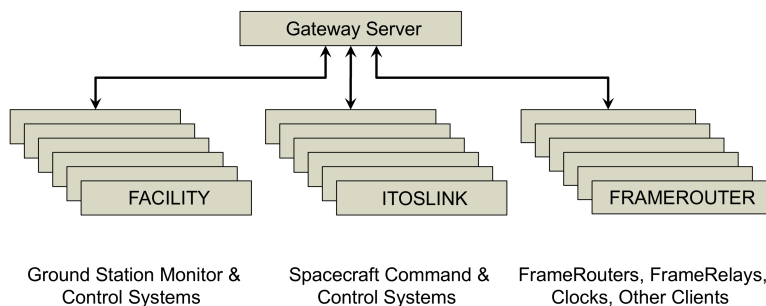 Gateway Server
FACILITY
ITOSLINK
FRAMEROUTER
Ground Station Monitor &
Control Systems
Spacecraft Command &
Control Systems
FrameRouters, FrameRelays,
Clocks, Other Clients